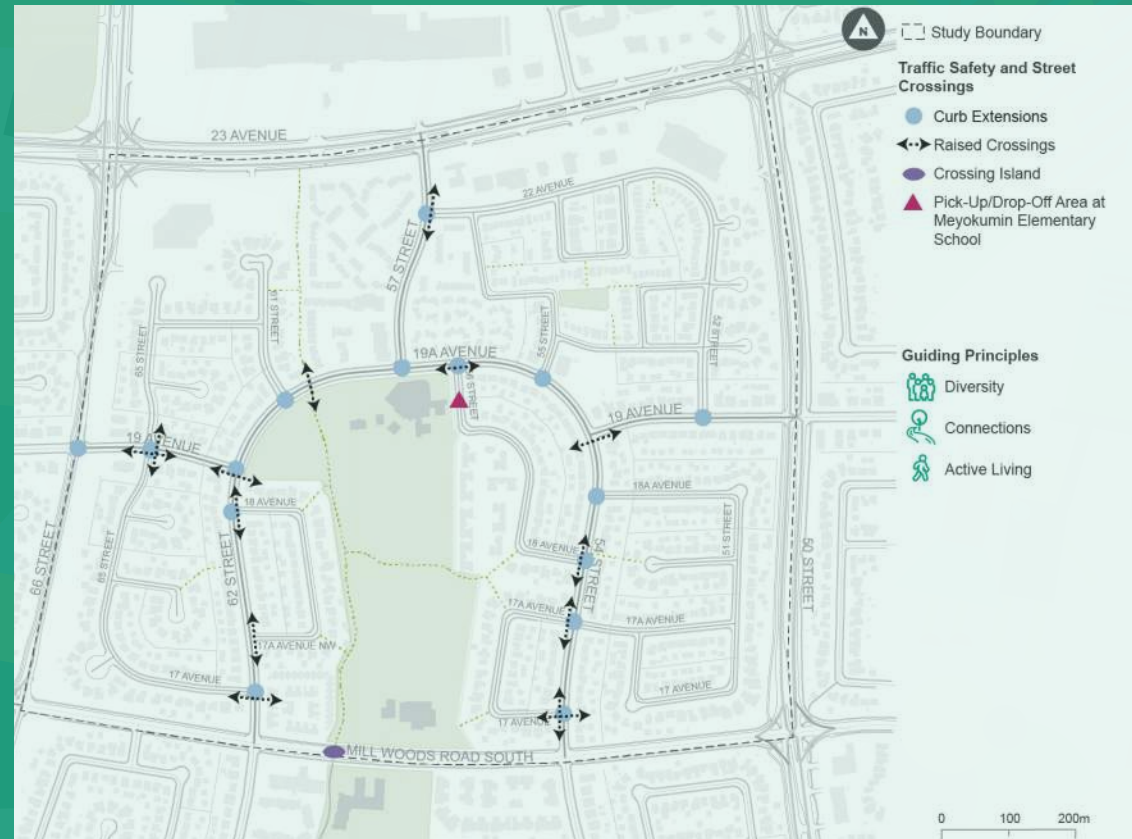 N
Study Boundary
Traffic Safety and Street
Crossings
Curb Extensions
Raised Crossings
Crossing Island
Pick-Up/Drop-Off Area at
Meyokumin Elementary
School
Guiding Principles
Diversity
Connections
Active Living
23 AVENUE
22 AVENUE
57 STREET
61 STREET
65 STREET
19A AVENUE
55 STREET
52 STREET
19 AVENUE
19 AVENUE
18A AVENUE
18 AVENUE
51 STREET
18 AVENUE
54 STREET
50 STREET
66 STREET
65 STREET
62 STREET
17A AVENUE
17A AVENUE
17A AVENUE NW
17 AVENUE
17 AVENUE
17 AVENUE
MILL WOODS ROAD SOUTH
0 100 200m